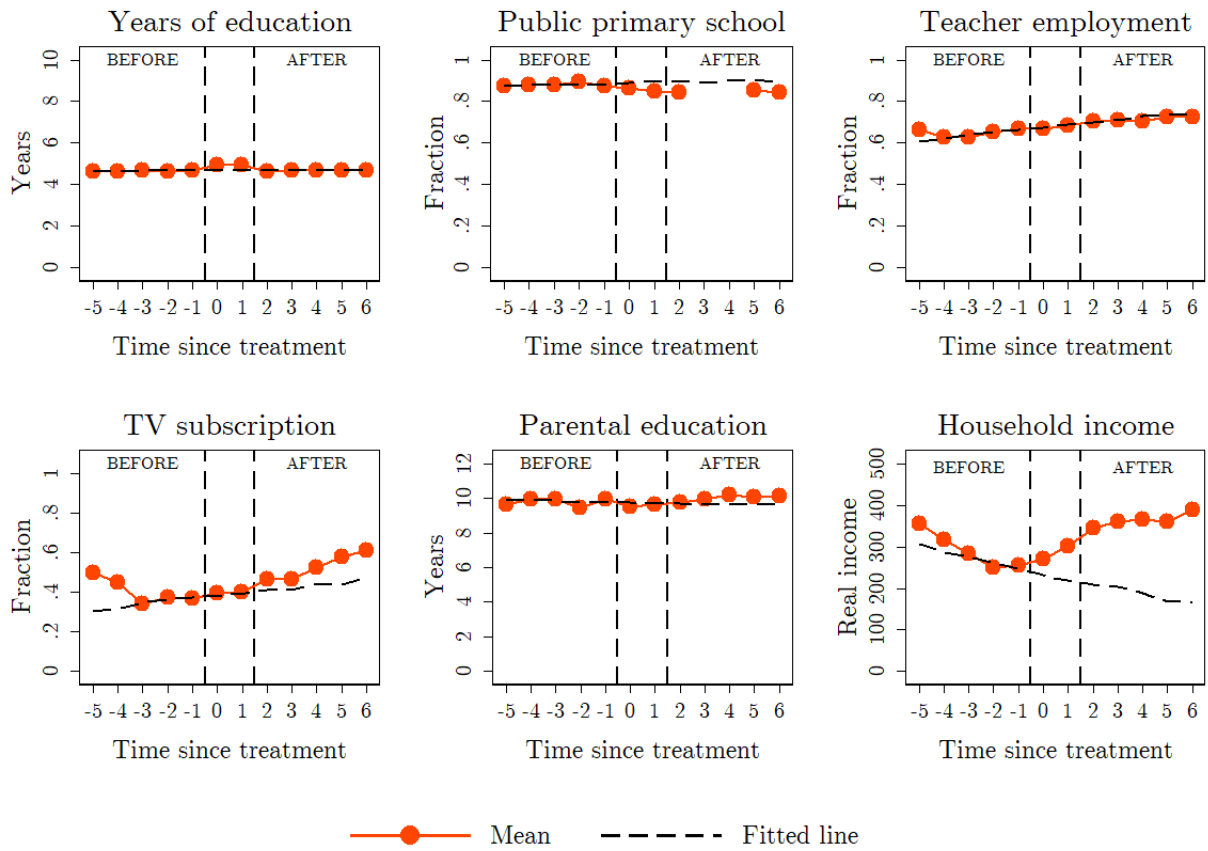 Years of education
BEFORE
AFTER
10
8
6
4
2
0
Years
-5 -4 -3 -2 -1 0 1 2 3 4 5 6
Time since treatment
Public primary school
BEFORE
AFTER
1
.8
.6
.4
.2
0
Fraction
-5 -4 -3 -2 -1 0 1 2 3 4 5 6
Time since treatment
Teacher employment
BEFORE
AFTER
1
.8
.6
.4
.2
0
Fraction
-5 -4 -3 -2 -1 0 1 2 3 4 5 6
Time since treatment
TV subscription
BEFORE
AFTER
1
.8
.6
.4
.2
0
Fraction
-5 -4 -3 -2 -1 0 1 2 3 4 5 6
Time since treatment
Parental education
BEFORE
AFTER
12
10
8
6
4
2
0
Years
-5 -4 -3 -2 -1 0 1 2 3 4 5 6
Time since treatment
Household income
BEFORE
AFTER
500
400
300
200
100
0
Real income
-5 -4 -3 -2 -1 0 1 2 3 4 5 6
Time since treatment
Mean
Fitted line